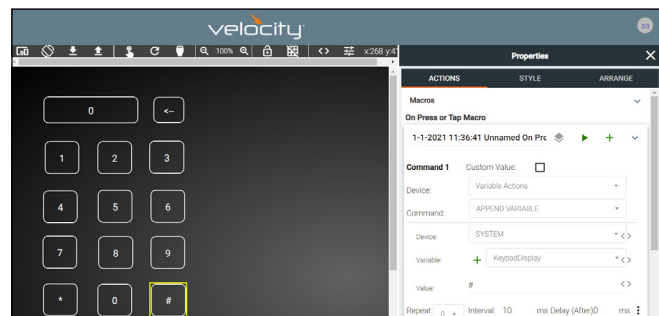 velocity
100% <> x:268 y:4
Properties X
ACTIONS STYLE ARRANGE
Macros
On Press or Tap Macro
1-1-2021 11:36:41 Unnamed On Pre
Command 1 Custom Value:
Device: Variable Actions
Command: APPEND VARIABLE
Device: SYSTEM <>
Variable: + KeypadDisplay <>
Value: # <>
Repeat: 0 Interval: 10 ms Delay (After)0 ms
0 <--
1 2 3
4 5 6
7 8 9
* 0 #